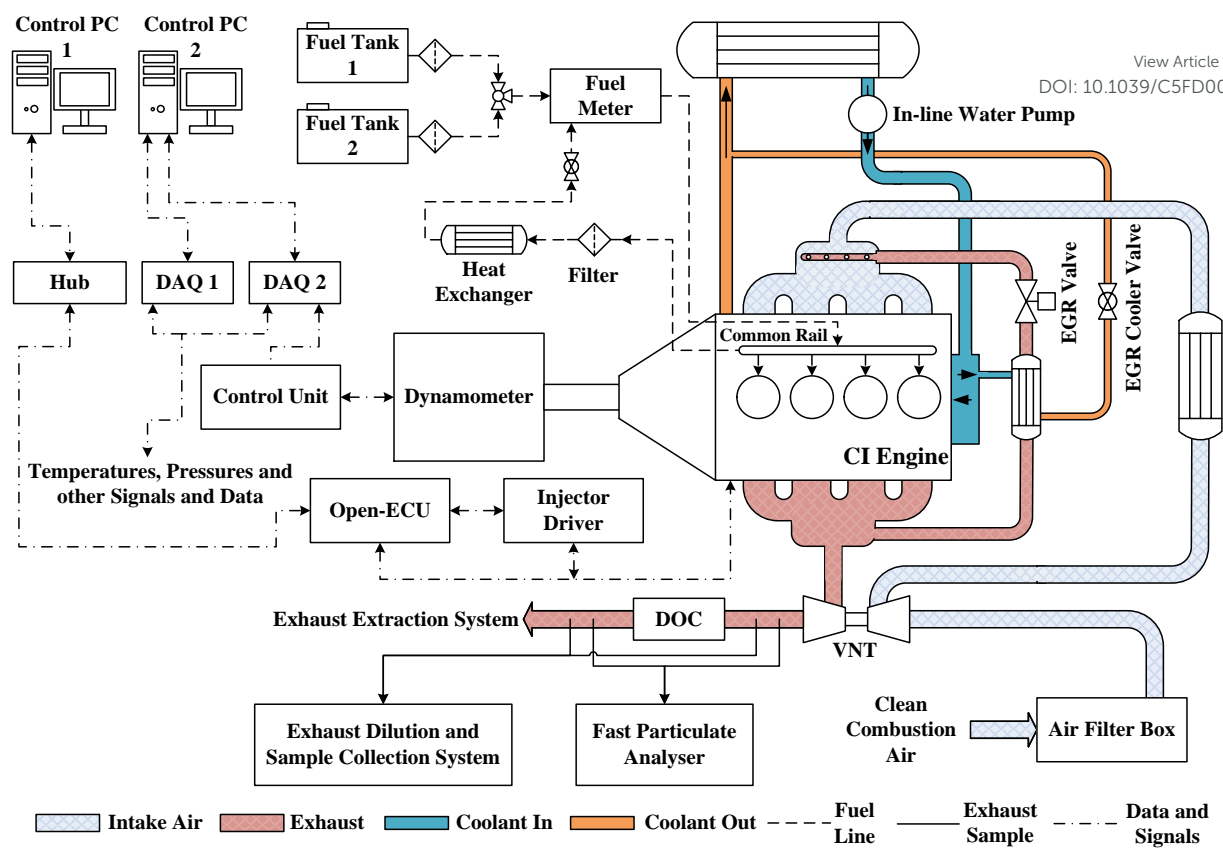 Control PC
1
Control PC
2
Fuel Tank
1
Fuel Tank
2
Fuel
Meter
View Article
DOI: 10.1039/C5FD00
In-line Water Pump
Heat
Exchanger
Filter
Hub
DAQ 1
DAQ 2
EGR Valve
EGR Cooler Valve
Common Rail
Control Unit
Dynamometer
CI Engine
Temperatures, Pressures and
other Signals and Data
Open-ECU
Injector
Driver
Exhaust Extraction System
DOC
VNT
Exhaust Dilution and
Sample Collection System
Fast Particulate
Analyser
Clean
Combustion
Air
Air Filter Box
Intake Air
Exhaust
Coolant In
Coolant Out
Fuel
Line
Exhaust
Sample
Data and
Signals